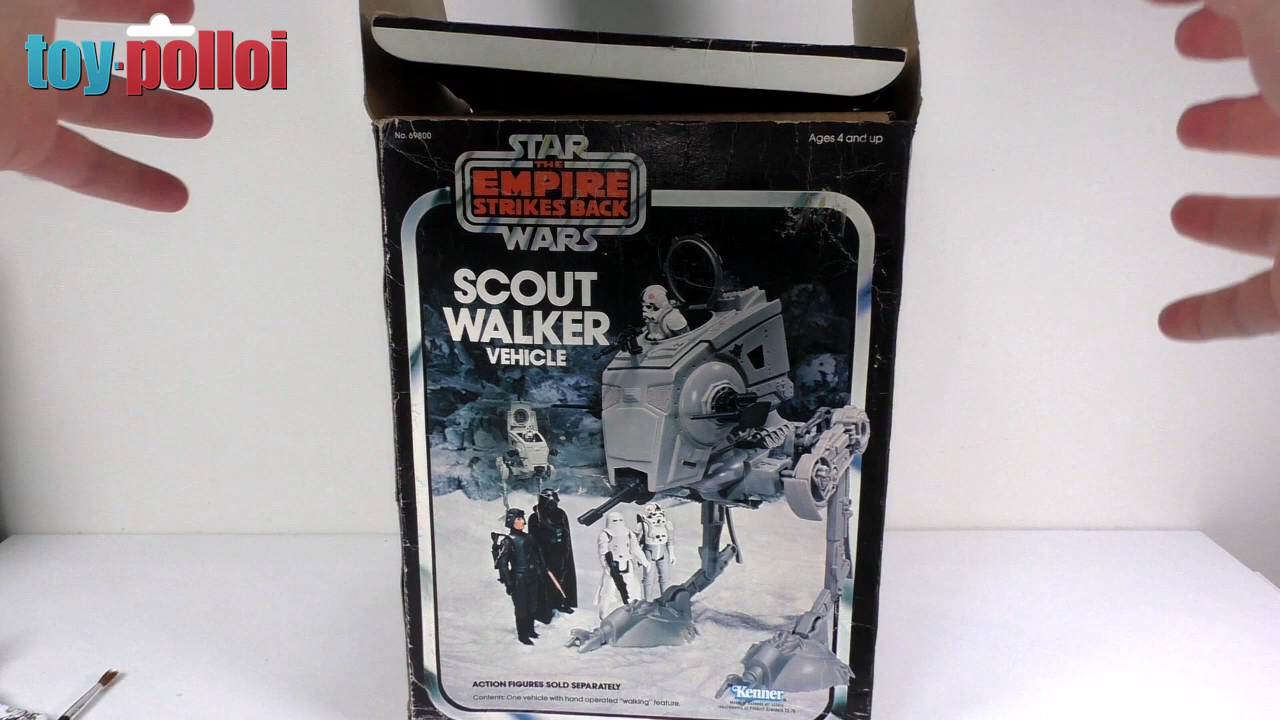 toy·polloi
No. 69800
Ages 4 and up
STAR
THE
EMPIRE
STRIKES BACK
WARS
SCOUT
WALKER
VEHICLE
ACTION FIGURES SOLD SEPARATELY
Contents: One vehicle with hand operated "walking" feature.
Kenner